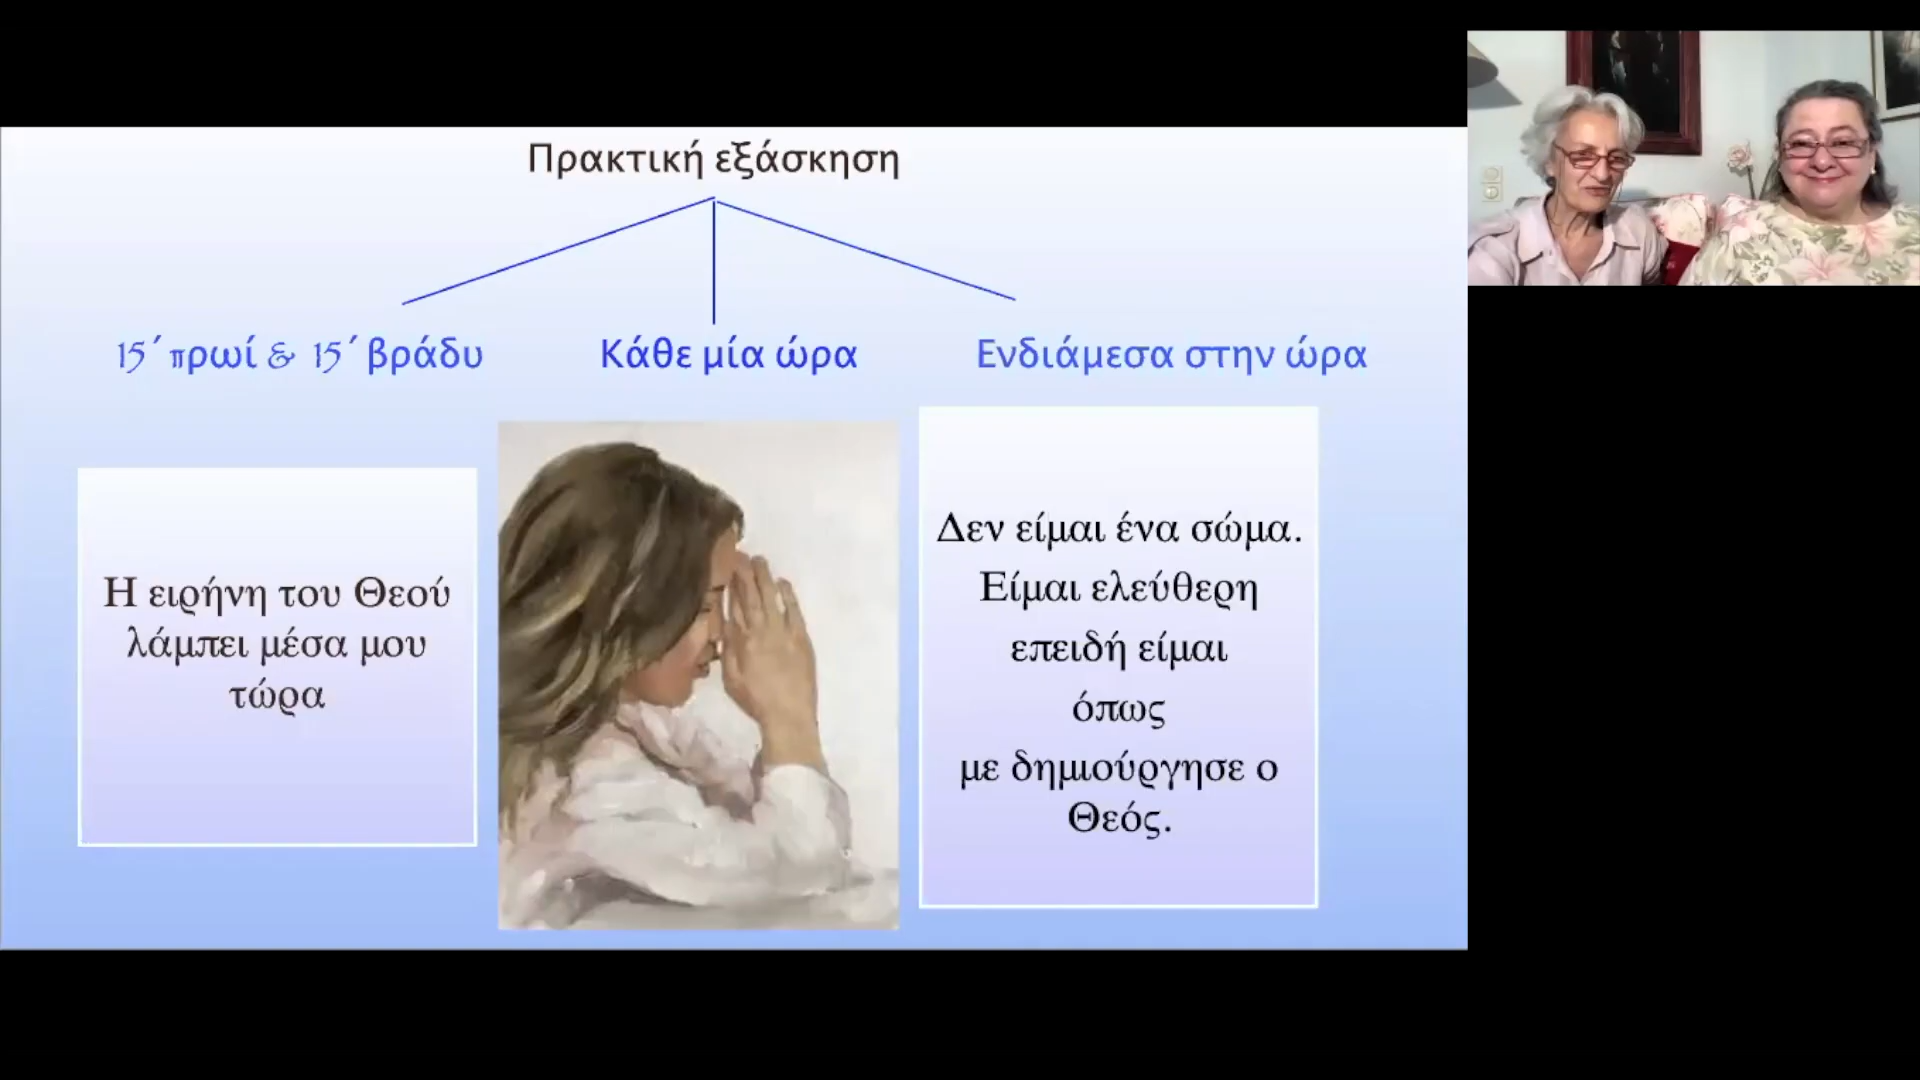 Πρακτική εξάσκηση
15΄ πρωί & 15΄ βράδυ
Κάθε μία ώρα
Ενδιάμεσα στην ώρα
Η ειρήνη του Θεού
λάμπει μέσα μου
τώρα
Δεν είμαι ένα σώμα.
Είμαι ελεύθερη
επειδή είμαι
όπως
με δημιούργησε ο
Θεός.